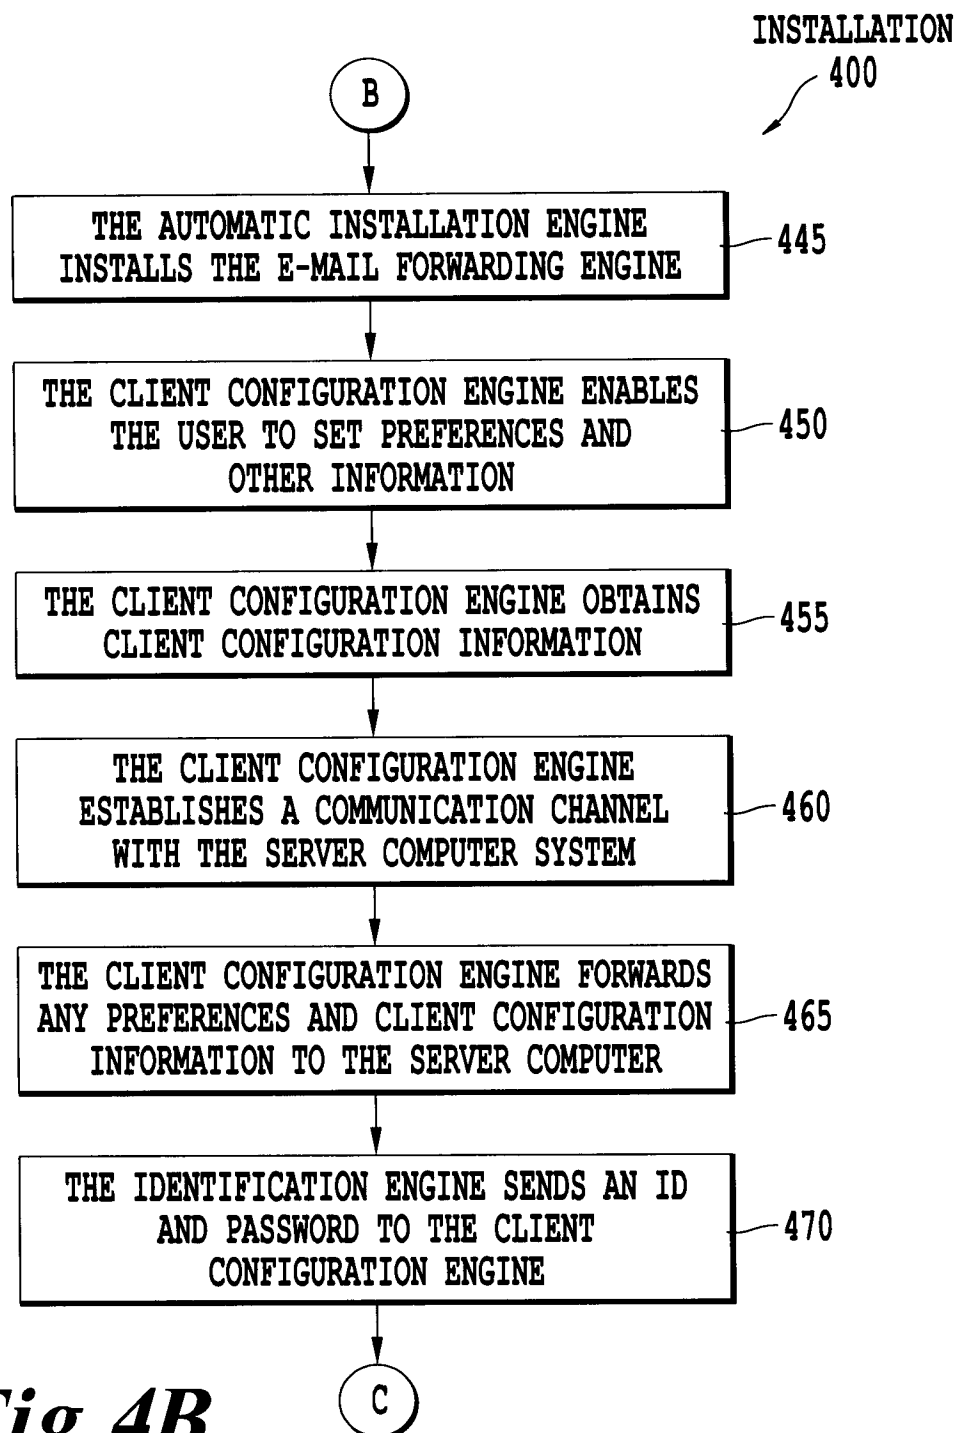 INSTALLATION
400
B
THE AUTOMATIC INSTALLATION ENGINE
INSTALLS THE E-MAIL FORWARDING ENGINE
445
THE CLIENT CONFIGURATION ENGINE ENABLES
THE USER TO SET PREFERENCES AND
OTHER INFORMATION
450
THE CLIENT CONFIGURATION ENGINE OBTAINS
CLIENT CONFIGURATION INFORMATION
455
THE CLIENT CONFIGURATION ENGINE
ESTABLISHES A COMMUNICATION CHANNEL
WITH THE SERVER COMPUTER SYSTEM
460
THE CLIENT CONFIGURATION ENGINE FORWARDS
ANY PREFERENCES AND CLIENT CONFIGURATION
INFORMATION TO THE SERVER COMPUTER
465
THE IDENTIFICATION ENGINE SENDS AN ID
AND PASSWORD TO THE CLIENT
CONFIGURATION ENGINE
470
C
Fig 4B